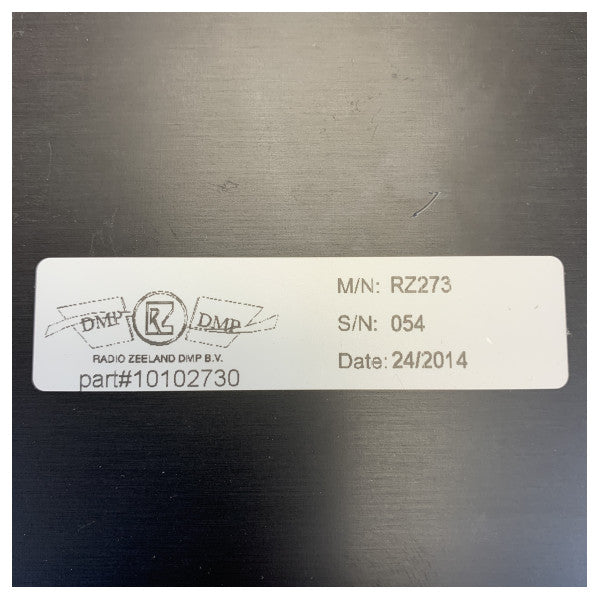 DMP RZ DMP
RADIO ZEELAND DMP B.V.
part#10102730
M/N: RZ273
S/N: 054
Date: 24/2014